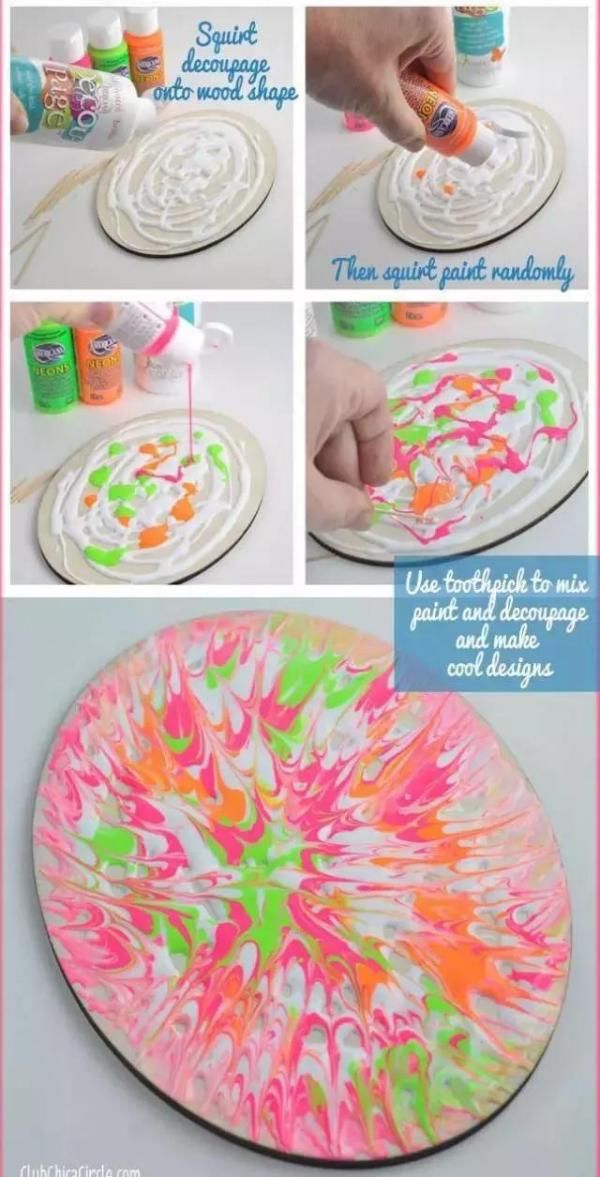 Squirt
decoupage
onto wood shape
Then squirt paint randomly
NEONS
NEONS
Use toothpick to mix
paint and decoupage
and make
cool designs
ClubChicaCircle.com